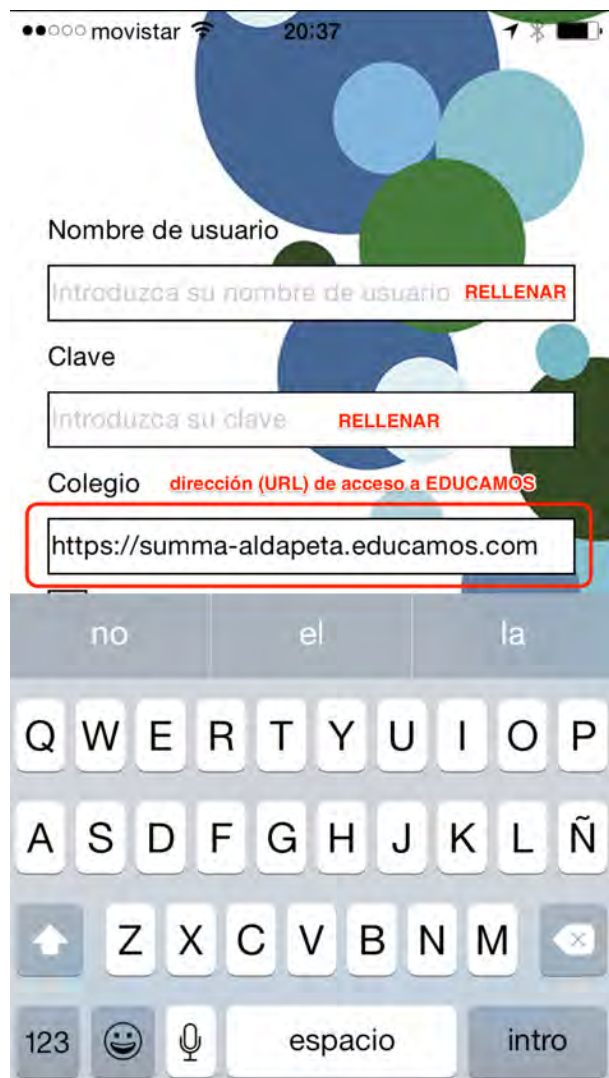 movistar 20:37
Nombre de usuario
Introduzca su nombre de usuario RELLENAR
Clave
Introduzca su clave RELLENAR
Colegio dirección (URL) de acceso a EDUCAMOS
https://summa-aldapeta.educamos.com
no el la
Q W E R T Y U I O P
A S D F G H J K L Ñ
Z X C V B N M
123 espacio intro